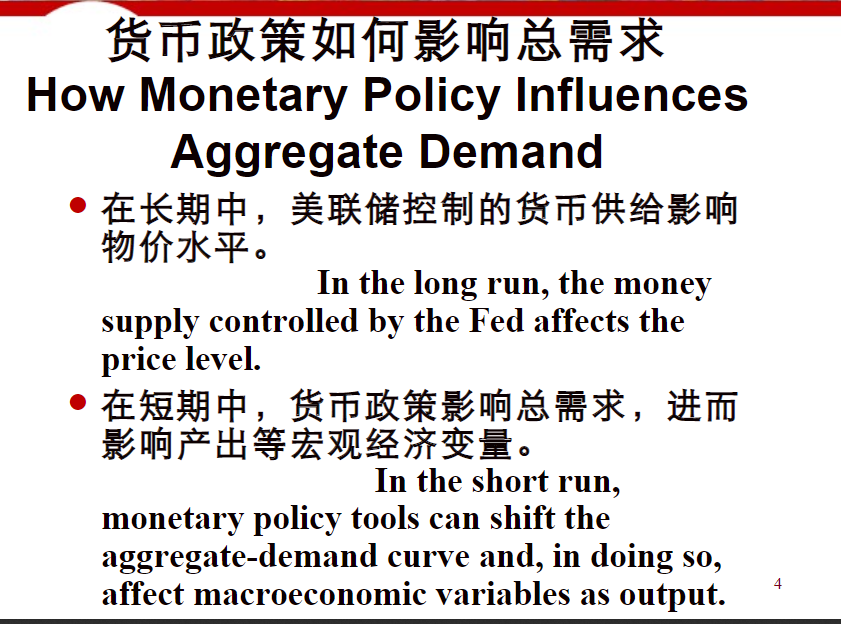 货币政策如何影响总需求
How Monetary Policy Influences
Aggregate Demand
在长期中，美联储控制的货币供给影响
物价水平。
In the long run, the money
supply controlled by the Fed affects the
price level.
在短期中，货币政策影响总需求，进而
影响产出等宏观经济变量。
In the short run,
monetary policy tools can shift the
aggregate-demand curve and, in doing so,
affect macroeconomic variables as output.
4